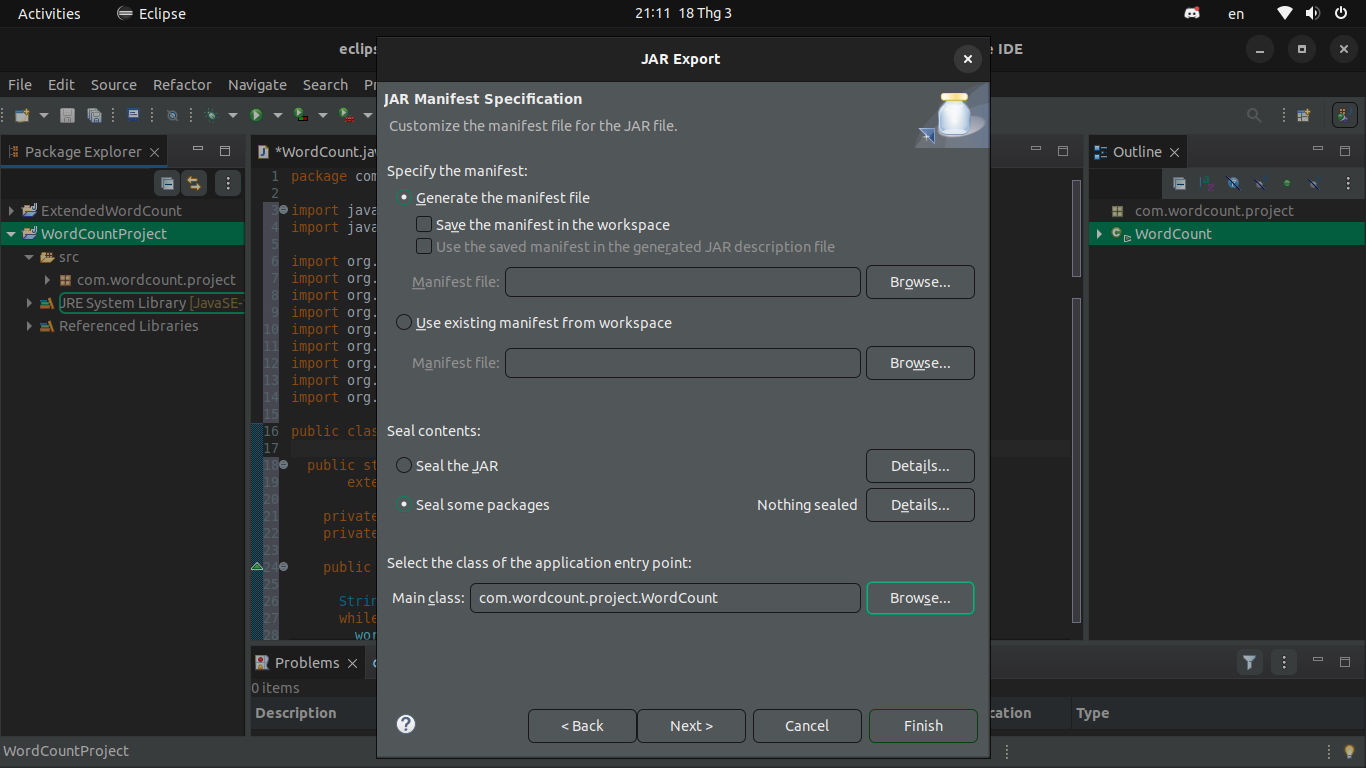 Activities Eclipse 21:11 18 Thg 3 en
eclips e IDE
JAR Export
File Edit Source Refactor Navigate Search Pr
JAR Manifest Specification
Customize the manifest file for the JAR file.
Package Explorer
*WordCount.jav
Outline
ExtendedWordCount
WordCountProject
src
com.wordcount.project
JRE System Library [JavaSE-
Referenced Libraries
1 package com
2
3 import java
4 import java
5
6 import org.
7 import org.
8 import org.
9 import org.
10 import org.
11 import org.
12 import org.
13 import org.
14 import org.
15
16 public clas
17
18 public st
19 exte
20
21 private
22 private
23
24 public
25
26 Strin
27 while
28 wor
Specify the manifest:
Generate the manifest file
Save the manifest in the workspace
Use the saved manifest in the generated JAR description file
Manifest file: Browse...
Use existing manifest from workspace
Manifest file: Browse...
Seal contents:
Seal the JAR Details...
Seal some packages Nothing sealed Details...
Select the class of the application entry point:
Main class: com.wordcount.project.WordCount Browse...
< Back Next > Cancel Finish
com.wordcount.project
WordCount
Problems
0 items
Description cation Type
WordCountProject